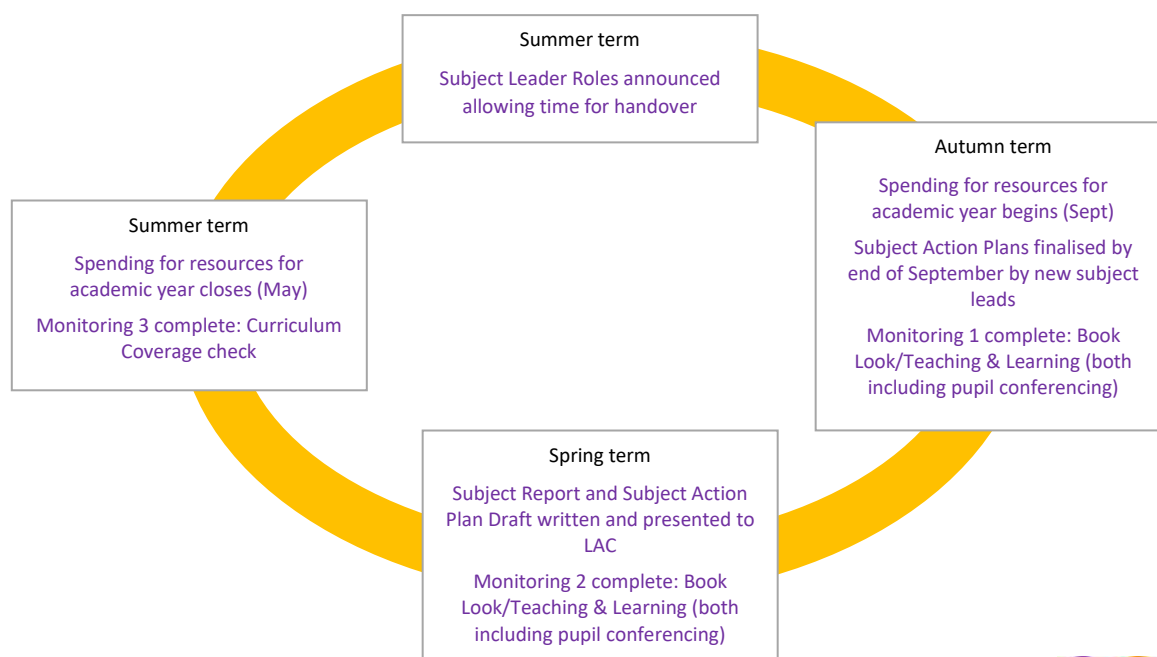 Summer term
Subject Leader Roles announced
allowing time for handover
Autumn term
Spending for resources for
academic year begins (Sept)
Subject Action Plans finalised by
end of September by new subject
leads
Monitoring 1 complete: Book
Look/Teaching & Learning (both
including pupil conferencing)
Spring term
Subject Report and Subject Action
Plan Draft written and presented to
LAC
Monitoring 2 complete: Book
Look/Teaching & Learning (both
including pupil conferencing)
Summer term
Spending for resources for
academic year closes (May)
Monitoring 3 complete: Curriculum
Coverage check